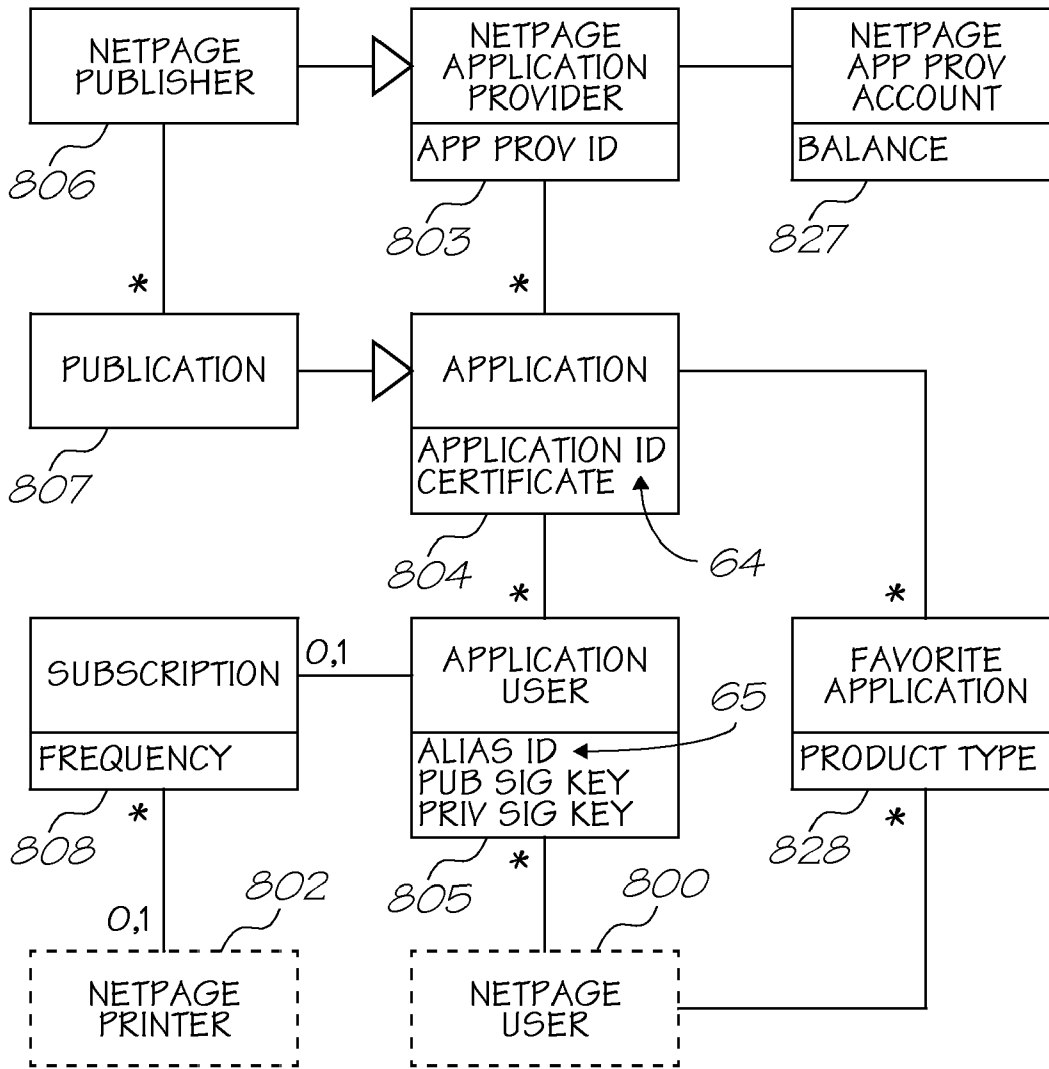 NETPAGE
PUBLISHER
806
NETPAGE
APPLICATION
PROVIDER
APP PROV ID
803
NETPAGE
APP PROV
ACCOUNT
BALANCE
827
*
*
PUBLICATION
807
APPLICATION
APPLICATION ID
CERTIFICATE
804
64
*
*
SUBSCRIPTION
FREQUENCY
808
0,1
APPLICATION
USER
ALIAS ID
PUB SIG KEY
PRIV SIG KEY
805
65
FAVORITE
APPLICATION
PRODUCT TYPE
828
*
*
*
0,1
802
NETPAGE
PRINTER
800
NETPAGE
USER